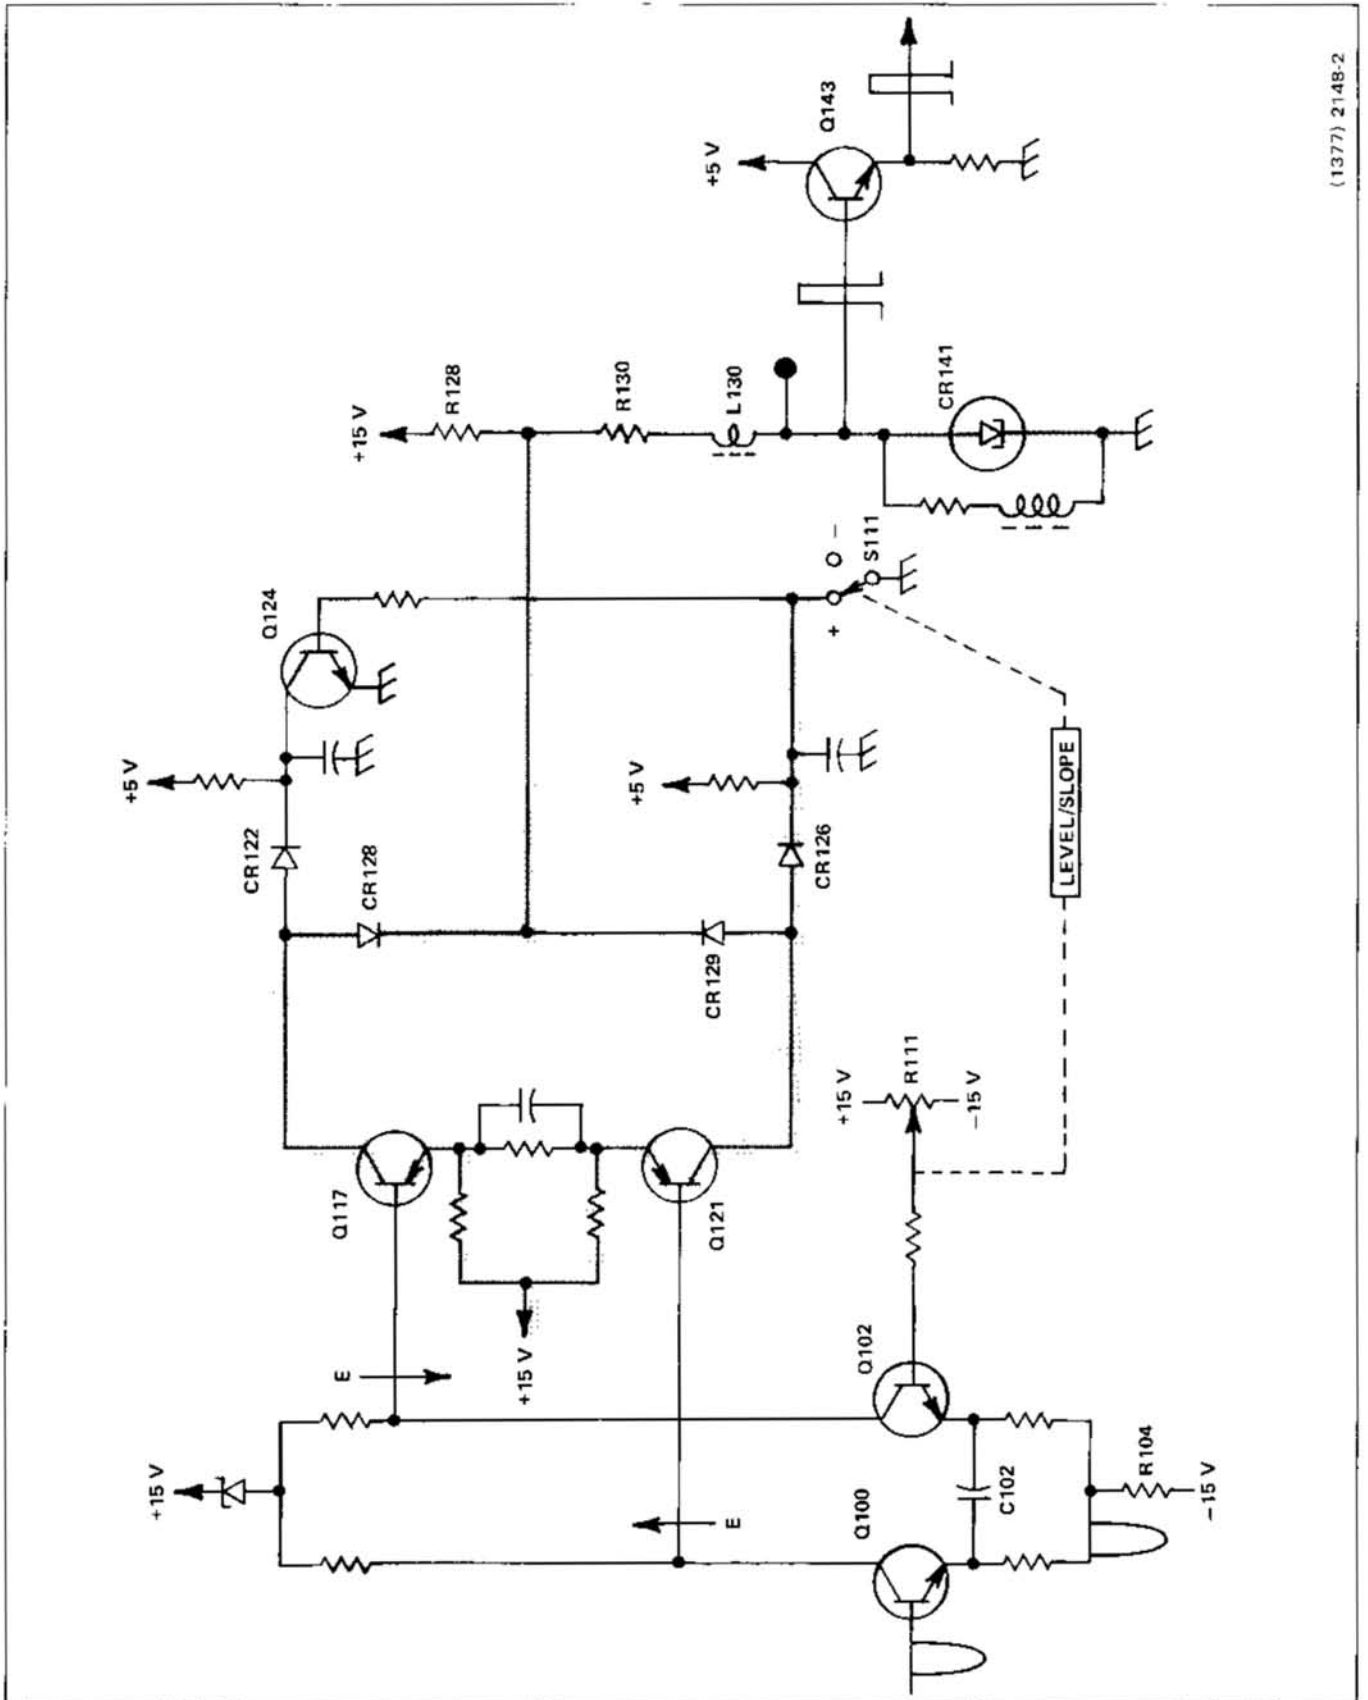 (1377) 2148-2
+5 V
Q143
+15 V
R128
R130
L130
CR141
Q124
+
–
S111
+5 V
+5 V
CR122
CR128
CR129
CR126
LEVEL/SLOPE
Q117
Q121
+15 V
R111
–15 V
E
+15 V
Q102
+15 V
E
Q100
C102
R104
–15 V